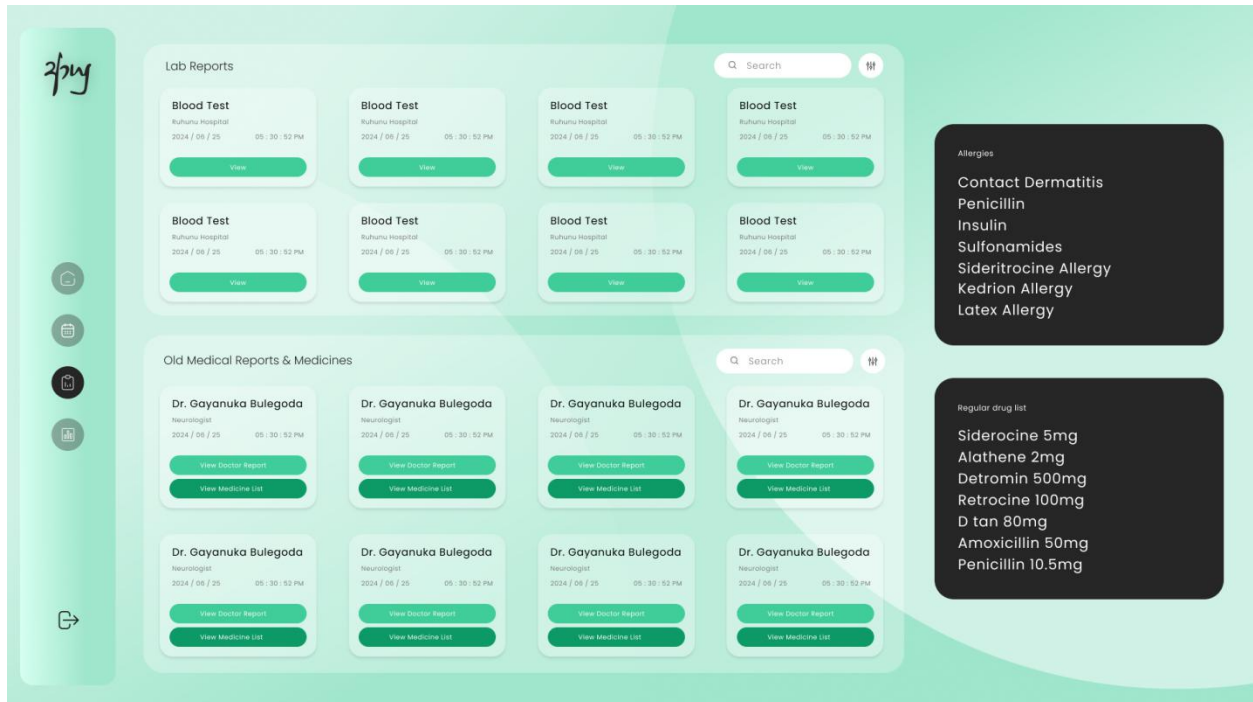 Lab Reports
Search
Blood Test
Ruhunu Hospital
2024 / 06 / 25 05 : 30 : 52 PM
View
Blood Test
Ruhunu Hospital
2024 / 06 / 25 05 : 30 : 52 PM
View
Blood Test
Ruhunu Hospital
2024 / 06 / 25 05 : 30 : 52 PM
View
Blood Test
Ruhunu Hospital
2024 / 06 / 25 05 : 30 : 52 PM
View
Blood Test
Ruhunu Hospital
2024 / 06 / 25 05 : 30 : 52 PM
View
Blood Test
Ruhunu Hospital
2024 / 06 / 25 05 : 30 : 52 PM
View
Blood Test
Ruhunu Hospital
2024 / 06 / 25 05 : 30 : 52 PM
View
Blood Test
Ruhunu Hospital
2024 / 06 / 25 05 : 30 : 52 PM
View
Old Medical Reports & Medicines
Search
Dr. Gayanuka Bulegoda
Neurologist
2024 / 06 / 25 05 : 30 : 52 PM
View Doctor Report
View Medicine List
Dr. Gayanuka Bulegoda
Neurologist
2024 / 06 / 25 05 : 30 : 52 PM
View Doctor Report
View Medicine List
Dr. Gayanuka Bulegoda
Neurologist
2024 / 06 / 25 05 : 30 : 52 PM
View Doctor Report
View Medicine List
Dr. Gayanuka Bulegoda
Neurologist
2024 / 06 / 25 05 : 30 : 52 PM
View Doctor Report
View Medicine List
Dr. Gayanuka Bulegoda
Neurologist
2024 / 06 / 25 05 : 30 : 52 PM
View Doctor Report
View Medicine List
Dr. Gayanuka Bulegoda
Neurologist
2024 / 06 / 25 05 : 30 : 52 PM
View Doctor Report
View Medicine List
Dr. Gayanuka Bulegoda
Neurologist
2024 / 06 / 25 05 : 30 : 52 PM
View Doctor Report
View Medicine List
Dr. Gayanuka Bulegoda
Neurologist
2024 / 06 / 25 05 : 30 : 52 PM
View Doctor Report
View Medicine List
Allergies
Contact Dermatitis
Penicillin
Insulin
Sulfonamides
Sideritrocine Allergy
Kedrion Allergy
Latex Allergy
Regular drug list
Siderocine 5mg
Alathene 2mg
Detromin 500mg
Retrocine 100mg
D tan 80mg
Amoxicillin 50mg
Penicillin 10.5mg